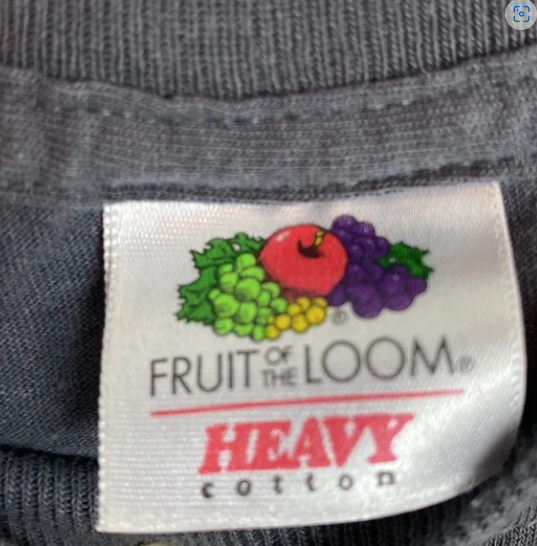 FRUIT OF THE LOOM®
HEAVY
cotton